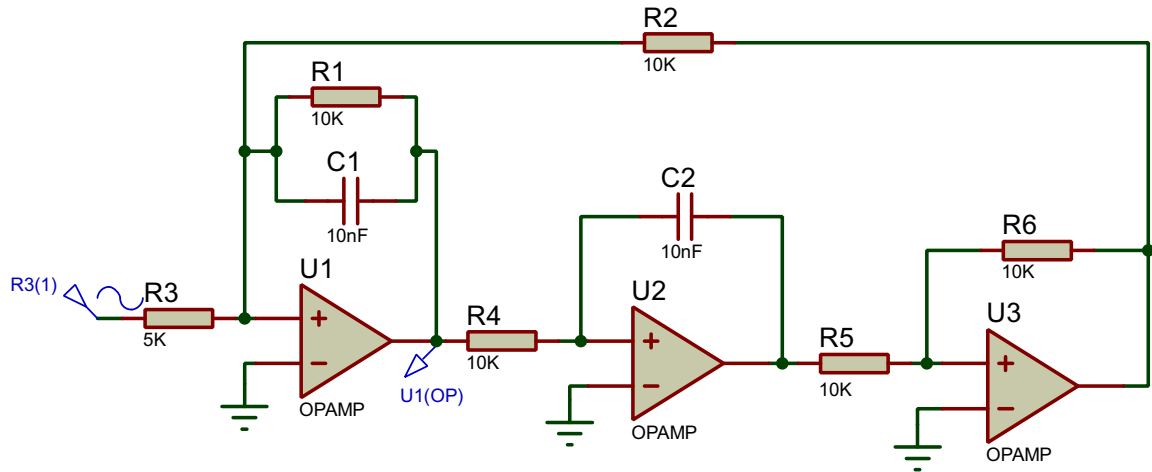 R2
10K
R1
10K
C1
10nF
C2
10nF
R6
10K
R3(1)
R3
5K
U1
+
−
OPAMP
U1(OP)
R4
10K
U2
+
−
OPAMP
R5
10K
U3
+
−
OPAMP